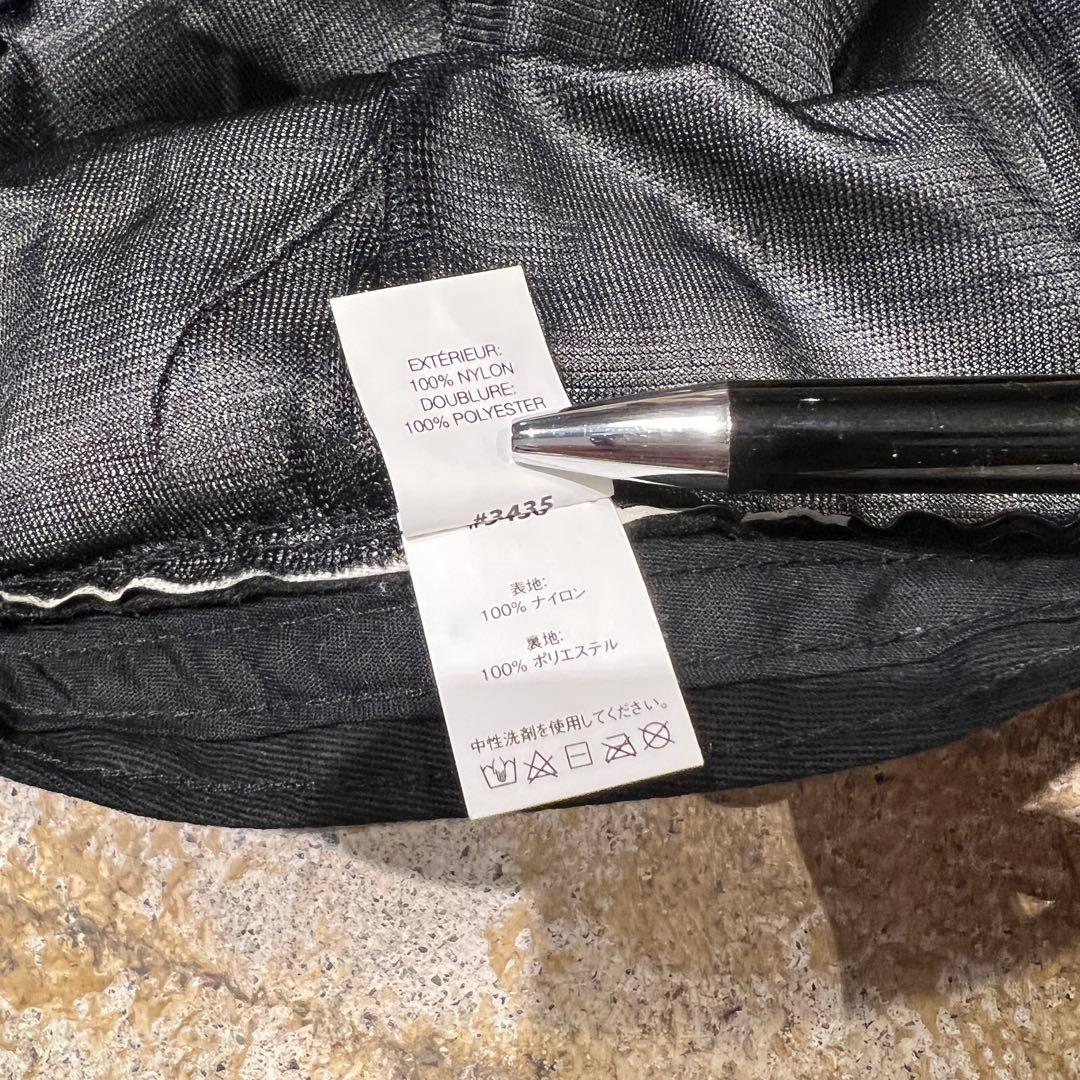 EXTÉRIEUR:
100% NYLON
DOUBLURE:
100% POLYESTER
#3435
表地:
100% ナイロン
裏地:
100% ポリエステル
中性洗剤を使用してください。